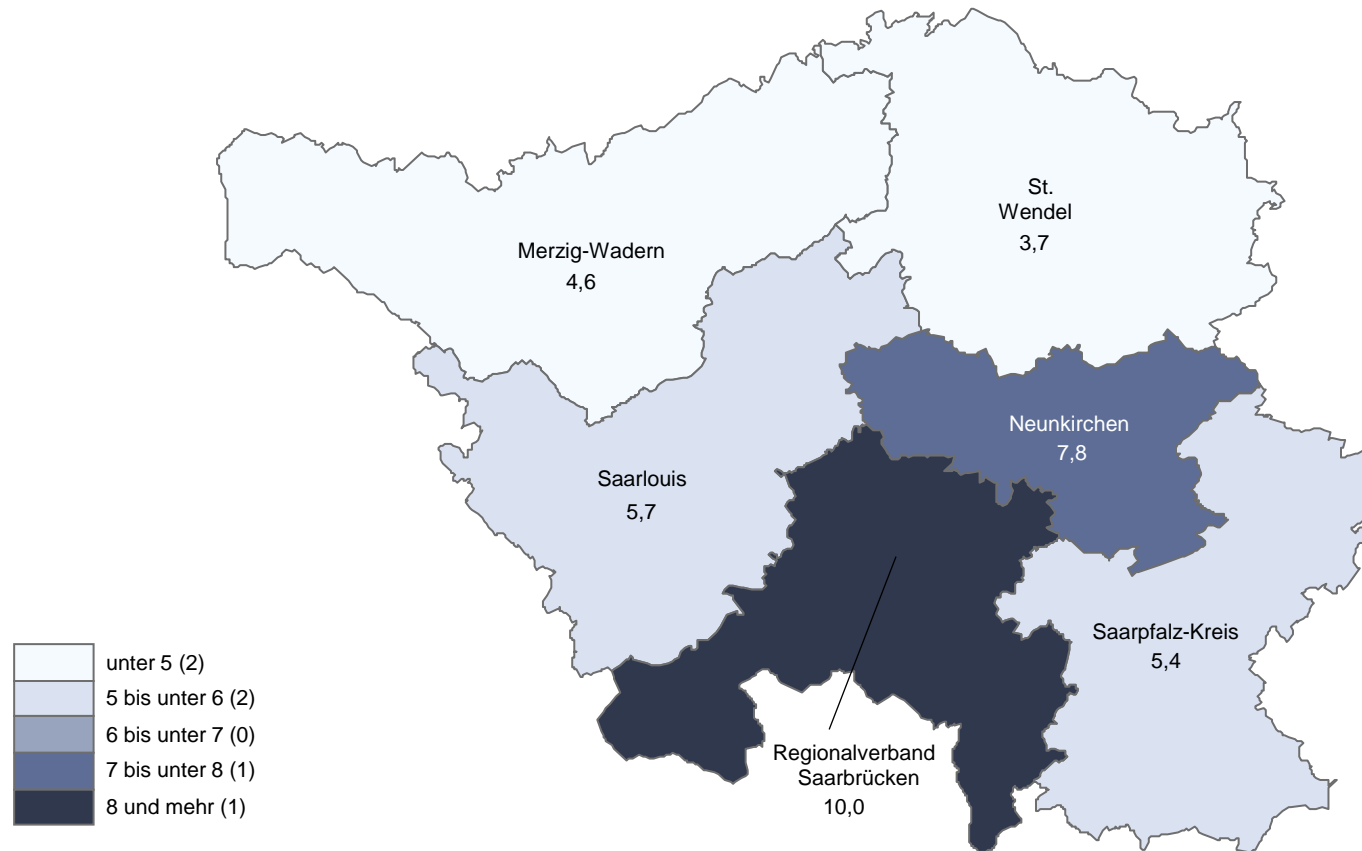 St.
Wendel
3,7
Merzig-Wadern
4,6
Neunkirchen
7,8
Saarlouis
5,7
Saarpfalz-Kreis
5,4
Regionalverband
Saarbrücken
10,0
unter 5 (2)
5 bis unter 6 (2)
6 bis unter 7 (0)
7 bis unter 8 (1)
8 und mehr (1)